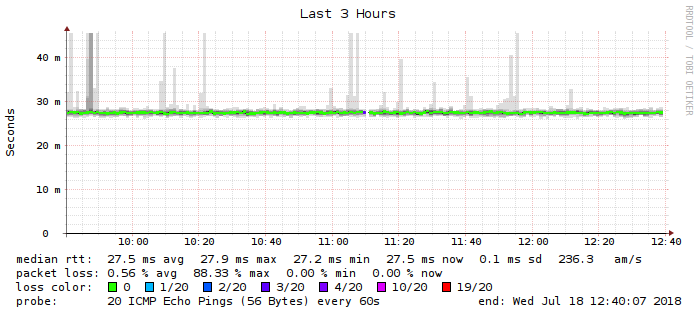 Last 3 Hours
RRDTOOL / TOBI OETIKER
Seconds
40 m
30 m
20 m
10 m
0
10:00 10:20 10:40 11:00 11:20 11:40 12:00 12:20 12:40
median rtt: 27.5 ms avg 27.9 ms max 27.2 ms min 27.5 ms now 0.1 ms sd 236.3 am/s
packet loss: 0.56 % avg 88.33 % max 0.00 % min 0.00 % now
loss color: 0 1/20 2/20 3/20 4/20 10/20 19/20
probe: 20 ICMP Echo Pings (56 Bytes) every 60s end: Wed Jul 18 12:40:07 2018